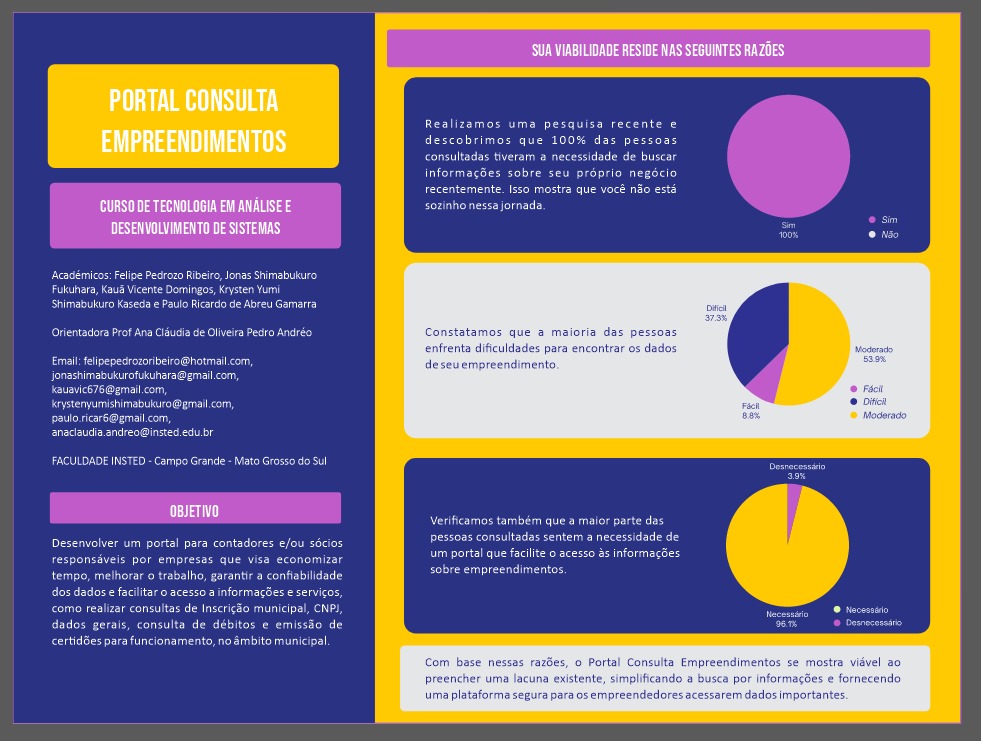 PORTAL CONSULTA
EMPREENDIMENTOS
CURSO DE TECNOLOGIA EM ANÁLISE E
DESENVOLVIMENTO DE SISTEMAS
Académicos: Felipe Pedrozo Ribeiro, Jonas Shimabukuro
Fukuhara, Kauã Vicente Domingos, Krysten Yumi
Shimabukuro Kaseda e Paulo Ricardo de Abreu Gamarra
Orientadora Prof Ana Cláudia de Oliveira Pedro Andréo
Email: felipepedrozoribeiro@hotmail.com,
jonashimabukurofukuhara@gmail.com,
kauavic676@gmail.com,
krystenyumishimabukuro@gmail.com,
paulo.ricar6@gmail.com,
anaclaudia.andreo@insted.edu.br
FACULDADE INSTED - Campo Grande - Mato Grosso do Sul
OBJETIVO
Desenvolver um portal para contadores e/ou sócios
responsáveis por empresas que visa economizar
tempo, melhorar o trabalho, garantir a confiabilidade
dos dados e facilitar o acesso a informações e serviços,
como realizar consultas de Inscrição municipal, CNPJ,
dados gerais, consulta de débitos e emissão de
certidões para funcionamento, no âmbito municipal.
SUA VIABILIDADE RESIDE NAS SEGUINTES RAZÕES
Realizamos uma pesquisa recente e
descobrimos que 100% das pessoas
consultadas tiveram a necessidade de buscar
informações sobre seu próprio negócio
recentemente. Isso mostra que você não está
sozinho nessa jornada.
Sim
100%
Sim
Não
Constatamos que a maioria das pessoas
enfrenta dificuldades para encontrar os dados
de seu empreendimento.
Difícil
37.3%
Moderado
53.9%
Fácil
8.8%
Fácil
Difícil
Moderado
Verificamos também que a maior parte das
pessoas consultadas sentem a necessidade de
um portal que facilite o acesso às informações
sobre empreendimentos.
Desnecessário
3.9%
Necessário
96.1%
Necessário
Desnecessário
Com base nessas razões, o Portal Consulta Empreendimentos se mostra viável ao
preencher uma lacuna existente, simplificando a busca por informações e fornecendo
uma plataforma segura para os empreendedores acessarem dados importantes.